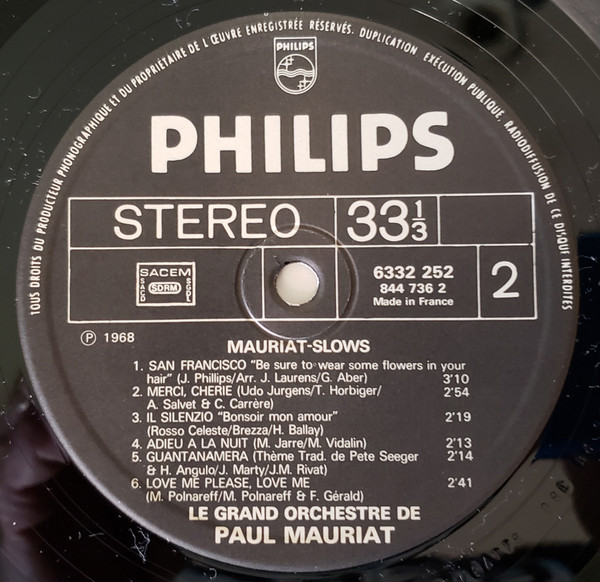 TOUS DROITS DU PRODUCTEUR PHONOGRAPHIQUE ET DU PROPRIÉTAIRE DE L'ŒUVRE ENREGISTRÉE RÉSERVÉS. DUPLICATION EXÉCUTION PUBLIQUE, RADIODIFFUSION DE CE DISQUE INTERDITES
PHILIPS
PHILIPS
STEREO 33 1/3
SACEM
SACD SDRM SGDL
6332 252
844 736 2
Made in France
2
℗ 1968
MAURIAT-SLOWS
1. SAN FRANCISCO "Be sure to wear some flowers in your
hair" (J. Phillips/Arr. J. Laurens/G. Aber) 3'10
2. MERCI, CHERIE (Udo Jurgens/T. Horbiger/ 2'54
A. Salvet & C. Carrère)
3. IL SILENZIO "Bonsoir mon amour" 2'19
(Rosso Celeste/Brezza/H. Ballay)
4. ADIEU A LA NUIT (M. Jarre/M. Vidalin) 2'13
5. GUANTANAMERA (Thème Trad. de Pete Seeger 2'14
& H. Angulo/J. Marty/J.M. Rivat)
6. LOVE ME PLEASE, LOVE ME 2'41
(M. Polnareff/M. Polnareff & F. Gérald)
LE GRAND ORCHESTRE DE
PAUL MAURIAT